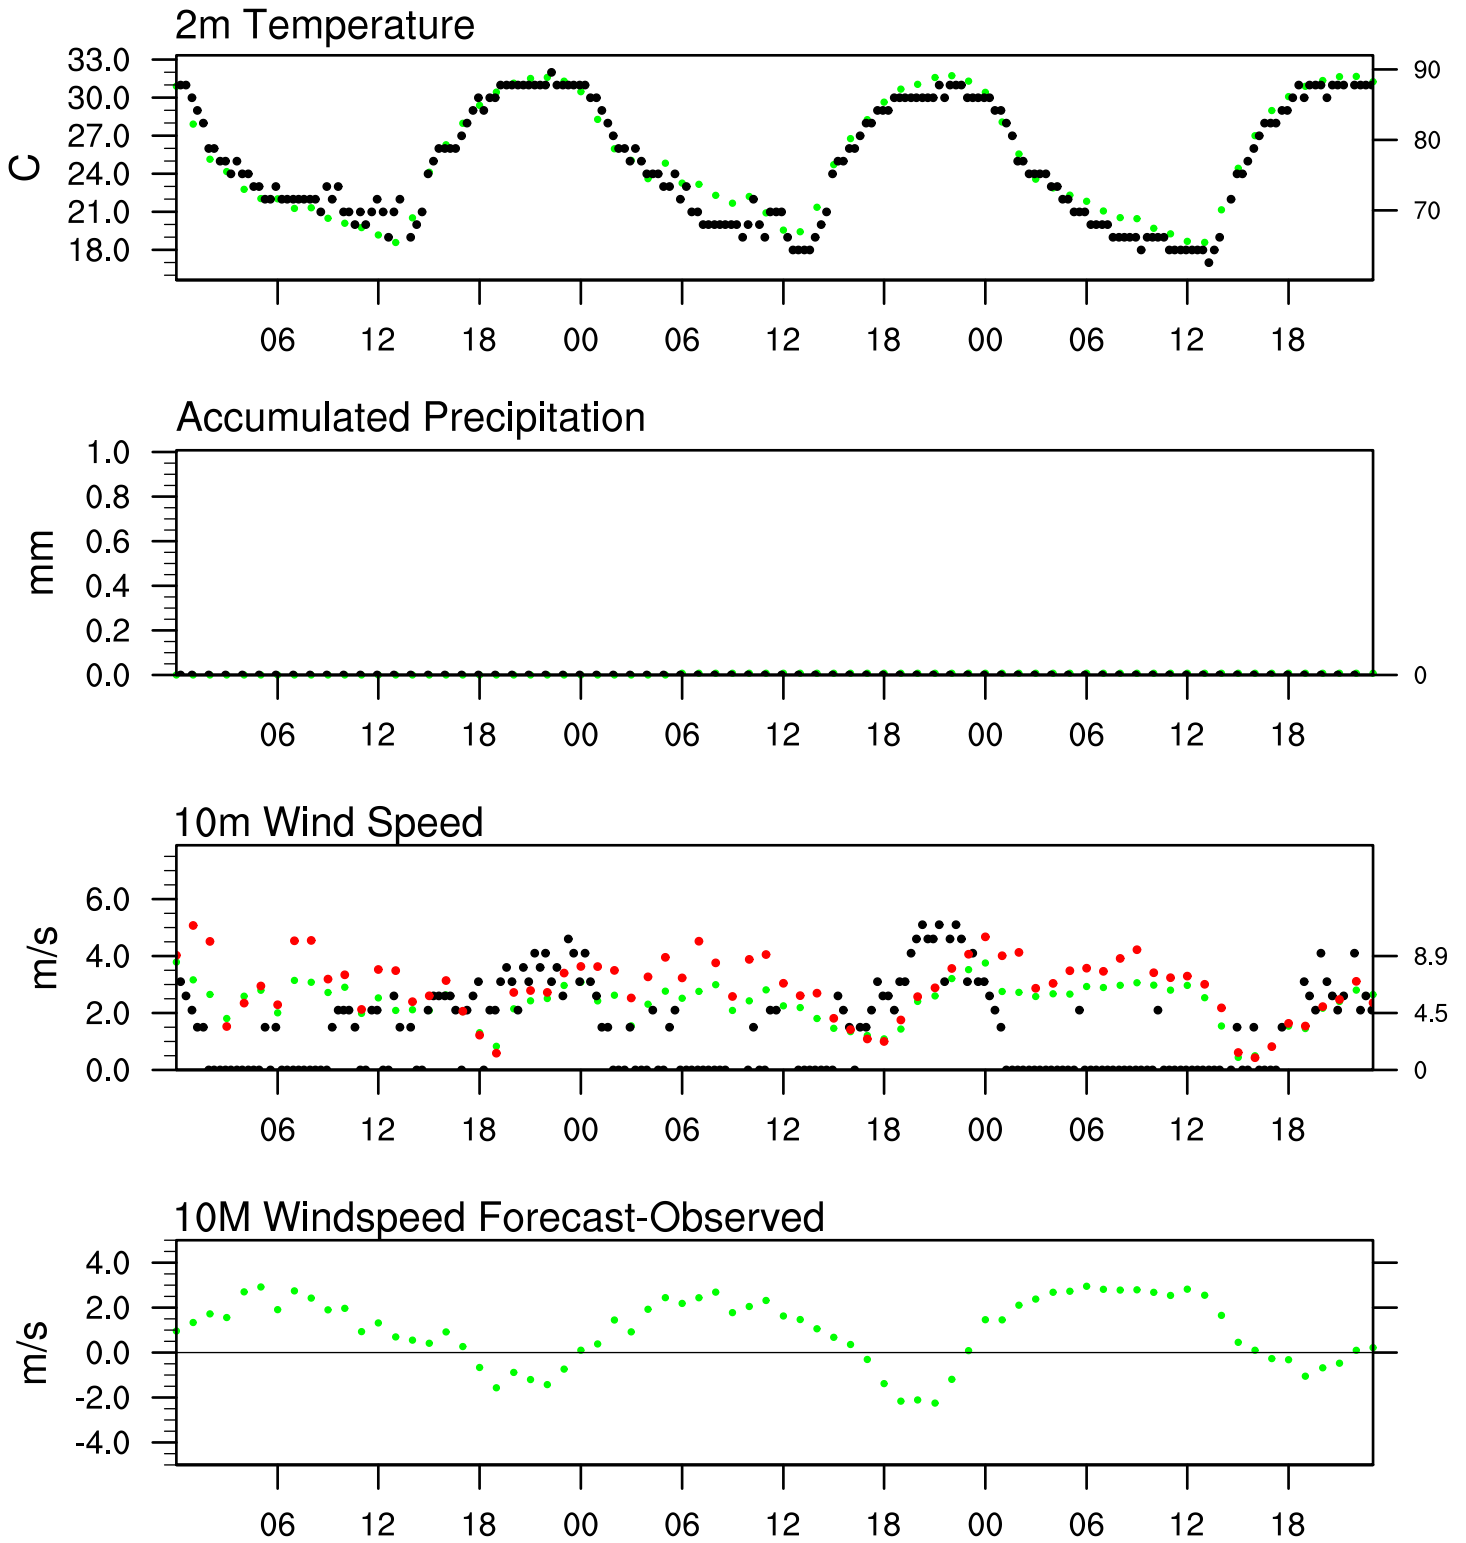 2m Temperature
33.0
30.0
27.0
24.0
21.0
18.0
C
90
80
70
06 12 18 00 06 12 18 00 06 12 18
Accumulated Precipitation
1.0
0.8
0.6
0.4
0.2
0.0
mm
0
06 12 18 00 06 12 18 00 06 12 18
10m Wind Speed
6.0
4.0
2.0
0.0
m/s
8.9
4.5
0
06 12 18 00 06 12 18 00 06 12 18
10M Windspeed Forecast-Observed
4.0
2.0
0.0
-2.0
-4.0
m/s
06 12 18 00 06 12 18 00 06 12 18